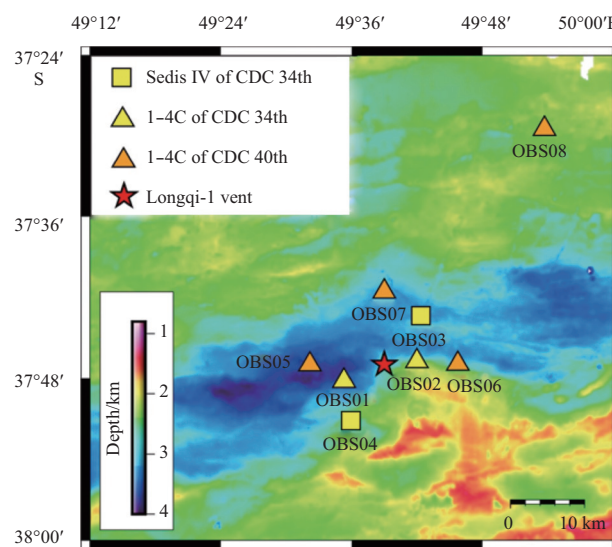 49°12′ 49°24′ 49°36′ 49°48′ 50°00′E
37°24′
S
Sedis IV of CDC 34th
1–4C of CDC 34th
1–4C of CDC 40th
Longqi-1 vent
OBS08
37°36′
OBS07
OBS03
OBS05
OBS02
OBS06
37°48′
OBS01
OBS04
Depth/km
1
2
3
4
0 10 km
38°00′